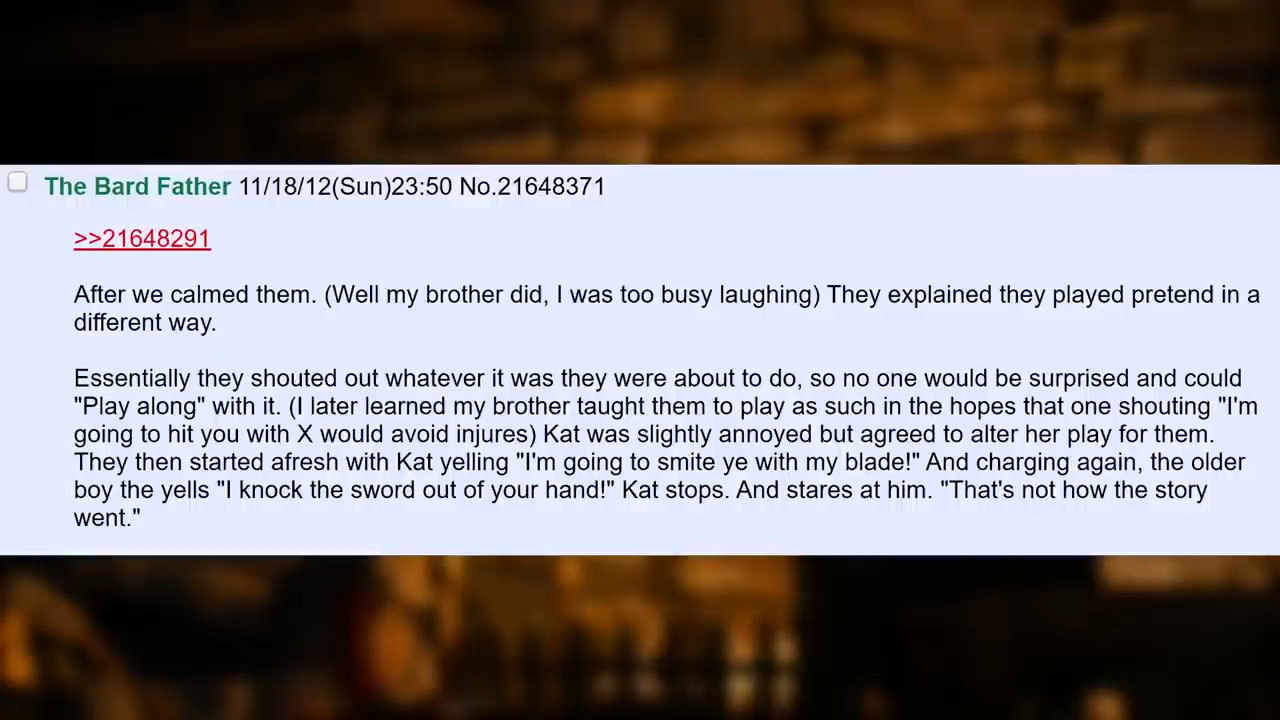 The Bard Father 11/18/12(Sun)23:50 No.21648371
>>21648291
After we calmed them. (Well my brother did, I was too busy laughing) They explained they played pretend in a
different way.
Essentially they shouted out whatever it was they were about to do, so no one would be surprised and could
"Play along" with it. (I later learned my brother taught them to play as such in the hopes that one shouting "I'm
going to hit you with X would avoid injures) Kat was slightly annoyed but agreed to alter her play for them.
They then started afresh with Kat yelling "I'm going to smite ye with my blade!" And charging again, the older
boy the yells "I knock the sword out of your hand!" Kat stops. And stares at him. "That's not how the story
went."